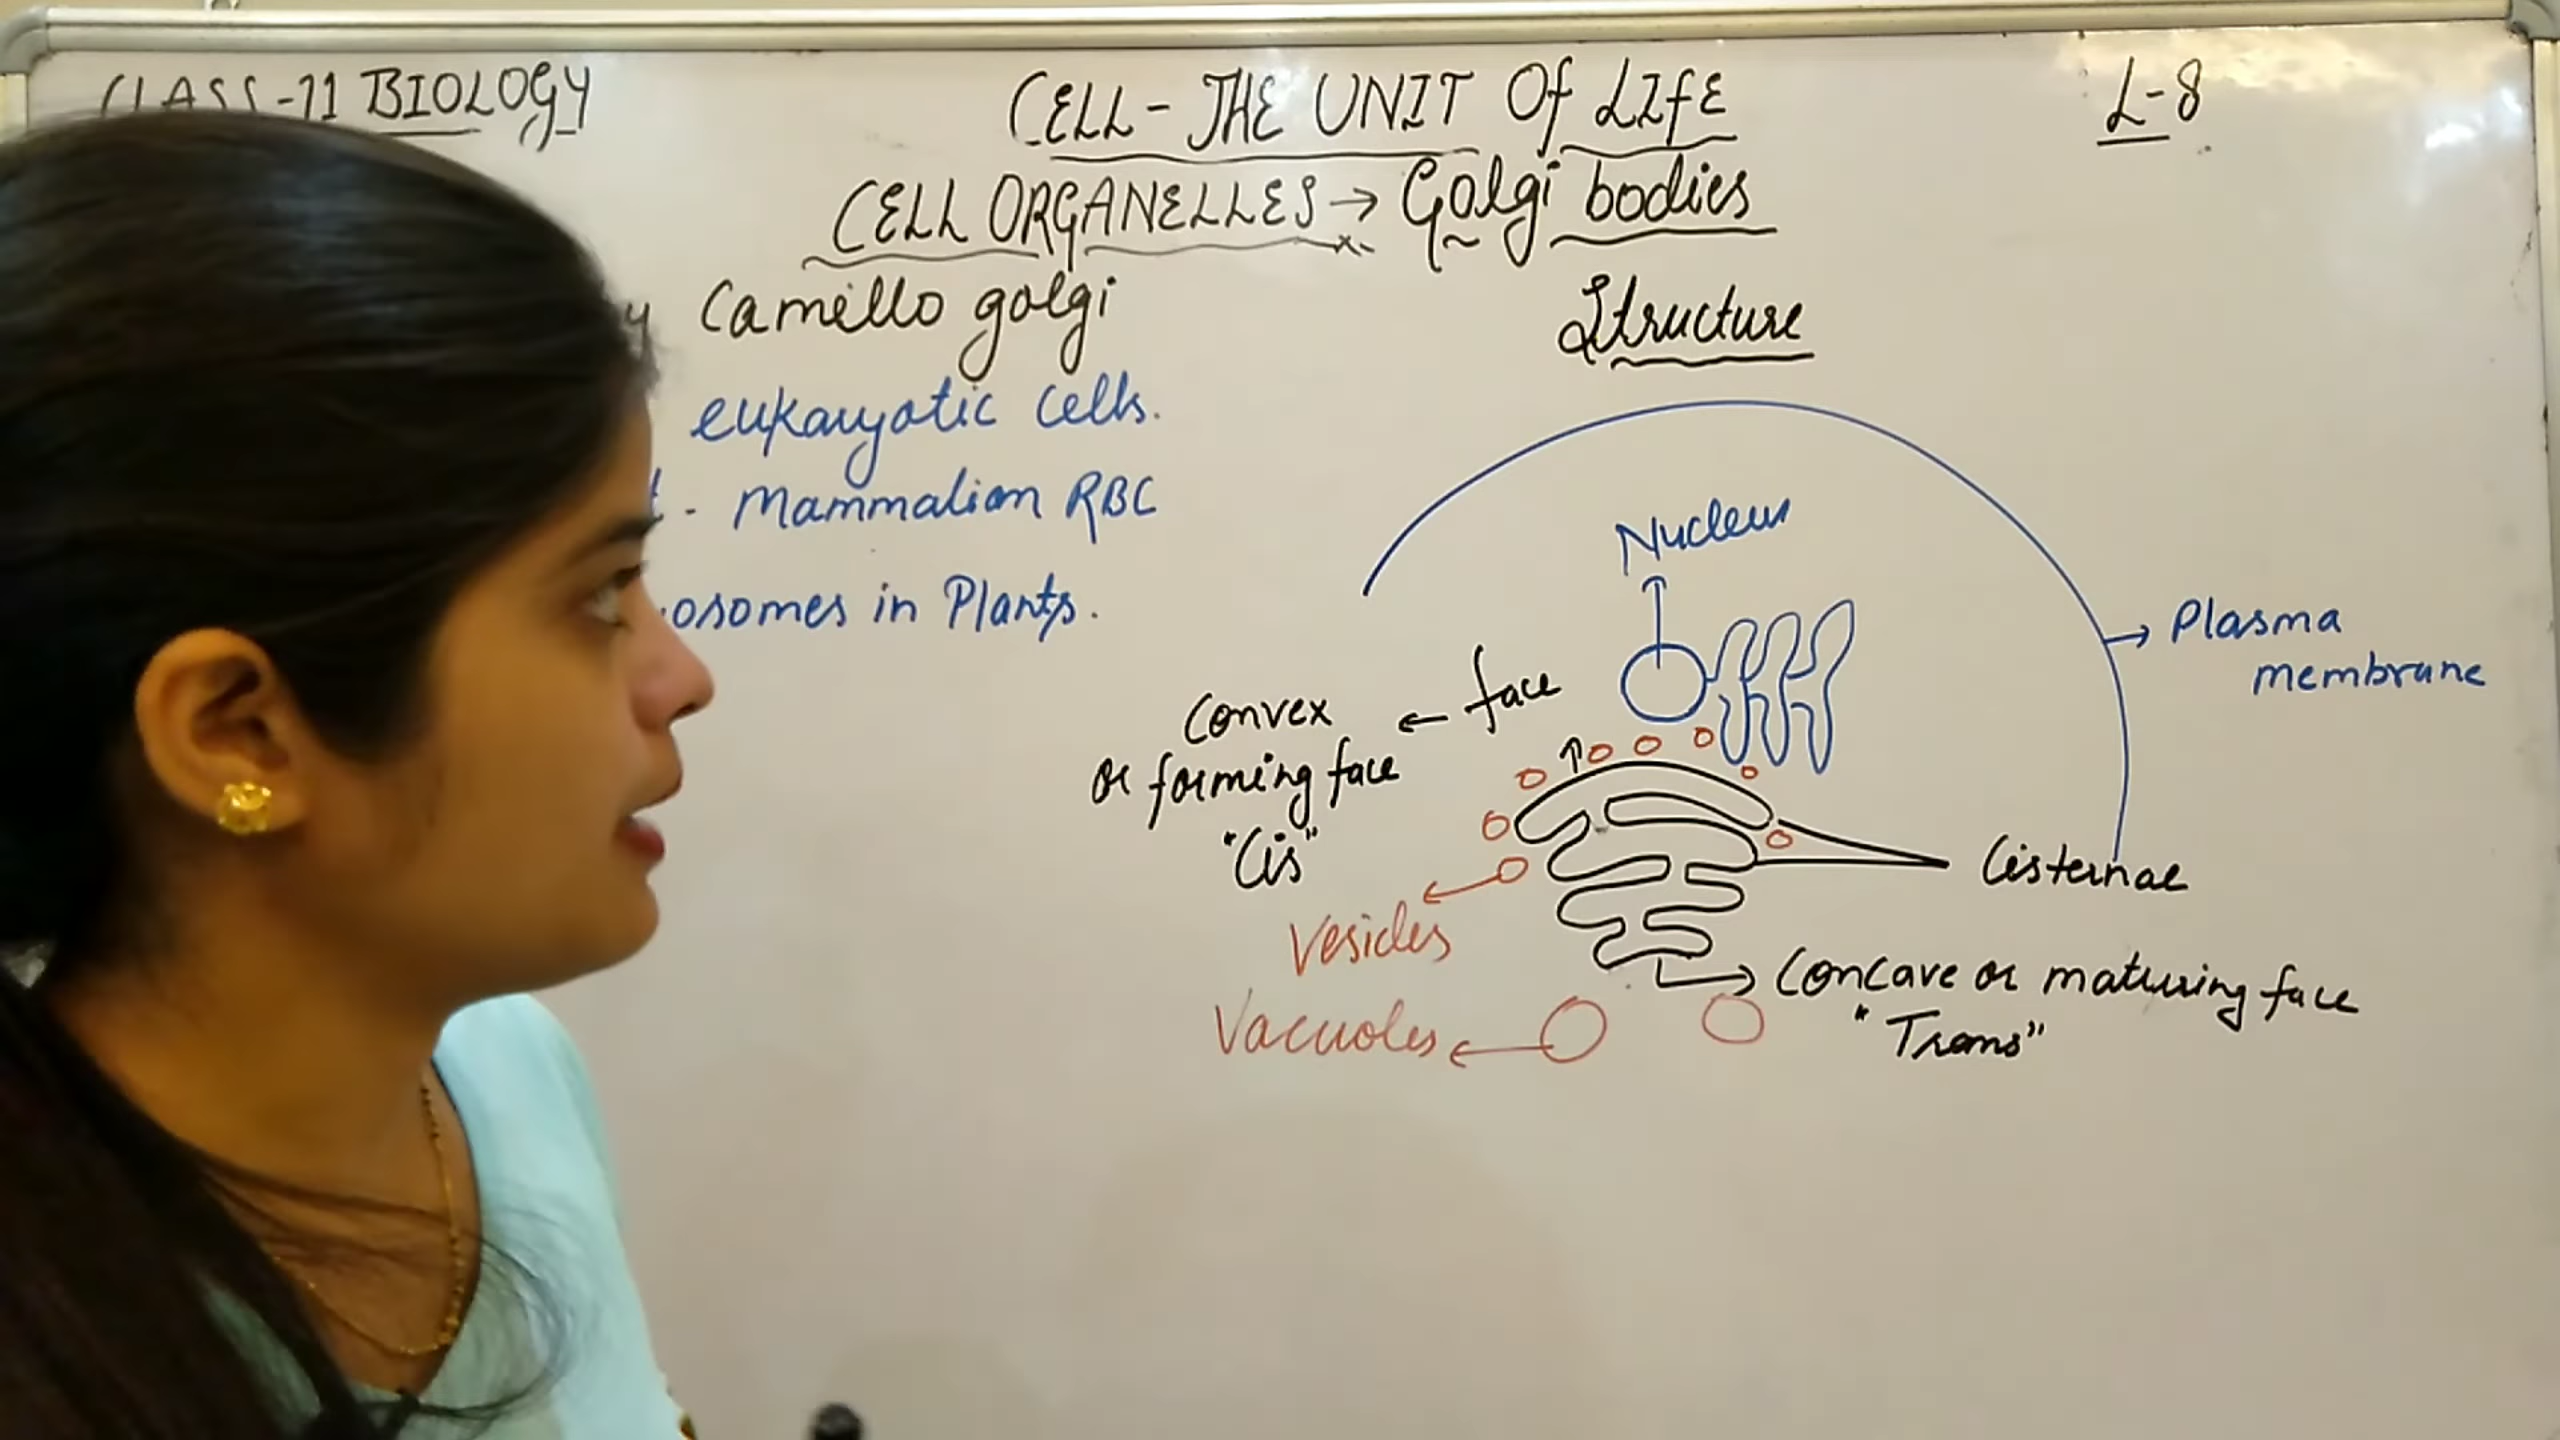 CLASS-11 BIOLOGY
CELL - THE UNIT Of LIfE
L-8
CELL ORGANELLES → Golgi bodies
Camello golgi
Structure
eukaryotic cells.
- Mammalian RBC
osomes in Plants.
Nucleus
Plasma
membrane
face
Convex
or forming face
"Cis"
Cisternae
Vesicles
Concave or maturing face
"Trans"
Vacuoles